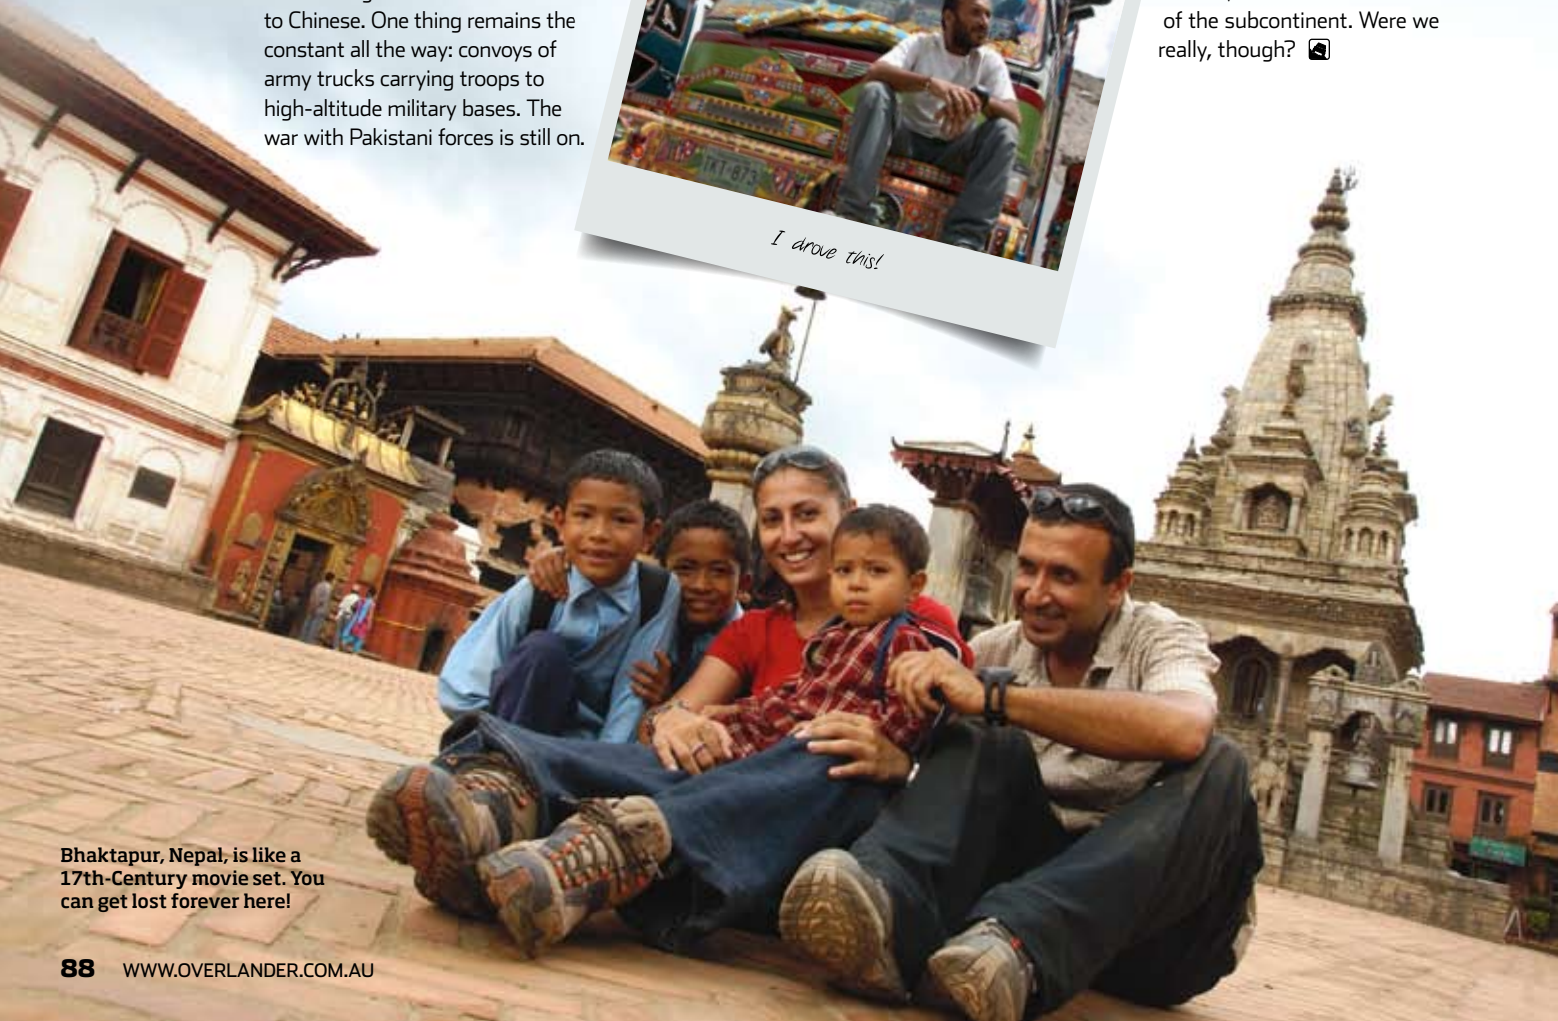 to Chinese. One thing remains the
constant all the way: convoys of
army trucks carrying troops to
high-altitude military bases. The
war with Pakistani forces is still on.
of the subcontinent. Were we
really, though?
TKT-873
I drove this!
Bhaktapur, Nepal, is like a
17th-Century movie set. You
can get lost forever here!
88 WWW.OVERLANDER.COM.AU